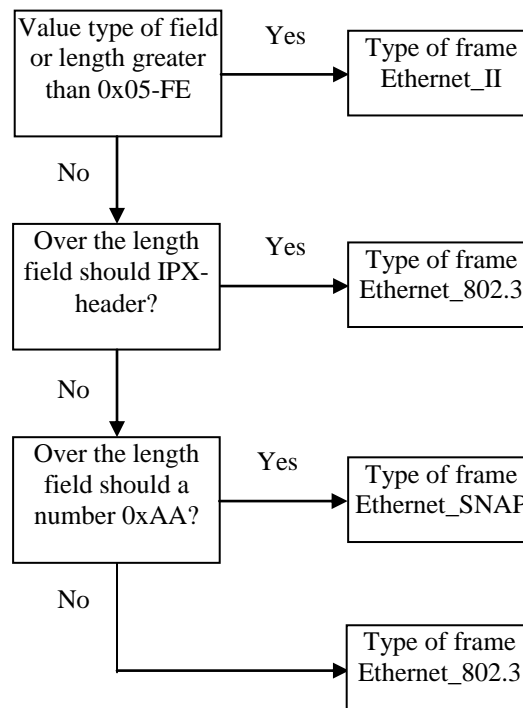 Value type of field
or length greater
than 0x05-FE
Yes
Type of frame
Ethernet_II
No
Over the length
field should IPX-
header?
Yes
Type of frame
Ethernet_802.3
No
Over the length
field should a
number 0xAA?
Yes
Type of frame
Ethernet_SNAP
No
Type of frame
Ethernet_802.3